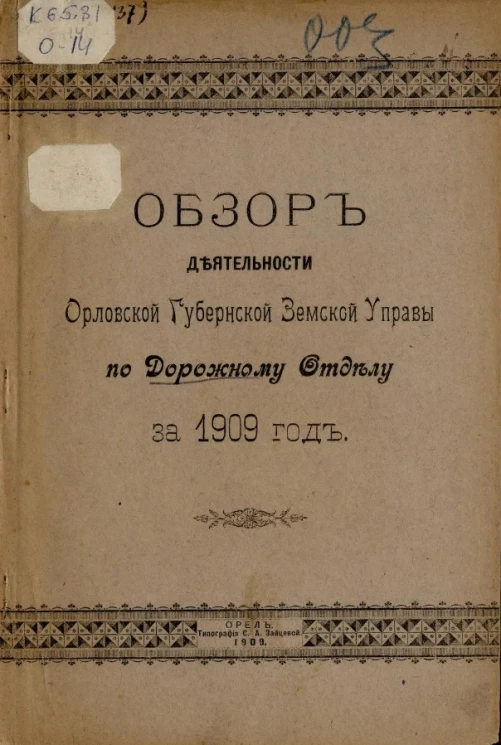 К 65.31
О-14
ОБЗОРЪ
ДѢЯТЕЛЬНОСТИ
Орловской Губернской Земской Управы
по Дорожному Отдѣлу
за 1909 годъ.
ОРЕЛЪ.
Типографія С. А. Зайцевой.
1909.